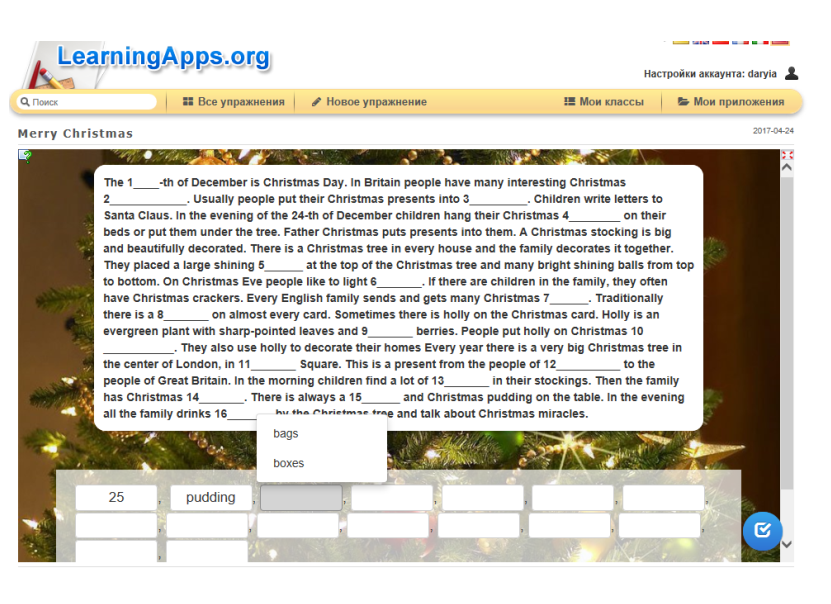 LearningApps.org
Настройки аккаунта: daryia
Поиск
Все упражнения
Новое упражнение
Мои классы
Мои приложения
Merry Christmas
2017-04-24
The 1____-th of December is Christmas Day. In Britain people have many interesting Christmas
2____________. Usually people put their Christmas presents into 3_________. Children write letters to
Santa Claus. In the evening of the 24-th of December children hang their Christmas 4________ on their
beds or put them under the tree. Father Christmas puts presents into them. A Christmas stocking is big
and beautifully decorated. There is a Christmas tree in every house and the family decorates it together.
They placed a large shining 5______ at the top of the Christmas tree and many bright shining balls from top
to bottom. On Christmas Eve people like to light 6_______. If there are children in the family, they often
have Christmas crackers. Every English family sends and gets many Christmas 7______. Traditionally
there is a 8_______ on almost every card. Sometimes there is holly on the Christmas card. Holly is an
evergreen plant with sharp-pointed leaves and 9_______ berries. People put holly on Christmas 10
___________. They also use holly to decorate their homes Every year there is a very big Christmas tree in
the center of London, in 11_______ Square. This is a present from the people of 12__________ to the
people of Great Britain. In the morning children find a lot of 13_______ in their stockings. Then the family
has Christmas 14_______. There is always a 15______ and Christmas pudding on the table. In the evening
all the family drinks 16_______ by the Christmas tree and talk about Christmas miracles.
bags
boxes
25 , pudding , , , , , ,
, , , , , , ,
,